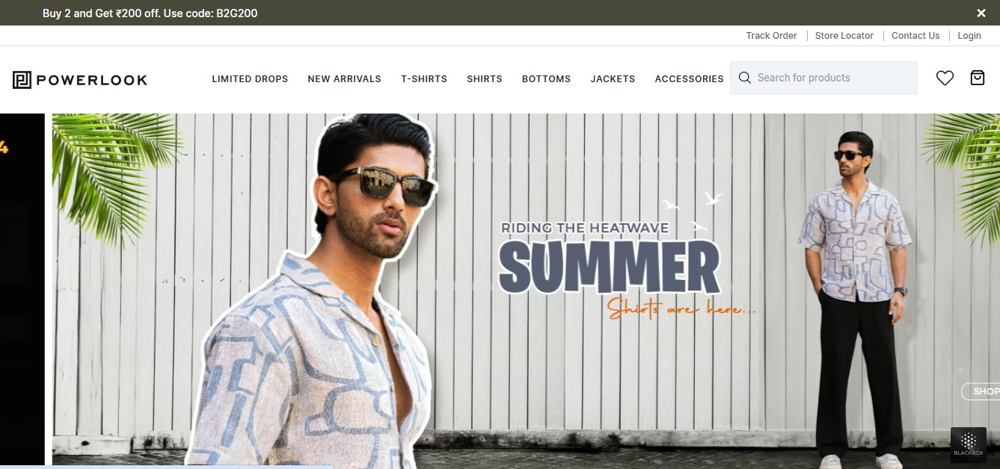 Buy 2 and Get ₹200 off. Use code: B2G200
Track Order
Store Locator
Contact Us
Login
POWERLOOK
LIMITED DROPS
NEW ARRIVALS
T-SHIRTS
SHIRTS
BOTTOMS
JACKETS
ACCESSORIES
Search for products
4
RIDING THE HEATWAVE
SUMMER
Shirts are here...
SHOP
BLACKBOX